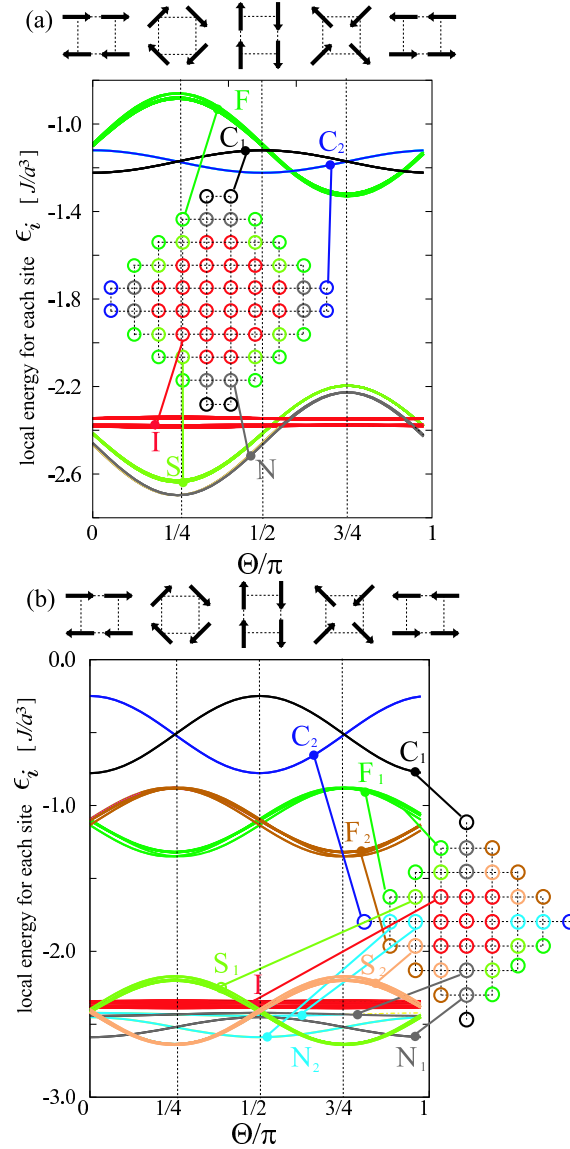 (a)
F
C₁
C₂
-1.0
-1.4
-1.8
-2.2
-2.6
local energy for each site ϵᵢ [ J/a³ ]
I
S
N
0
1/4
1/2
3/4
1
Θ/π
(b)
0.0
-1.0
-2.0
-3.0
local energy for each site ϵᵢ [ J/a³ ]
C₂
C₁
F₁
F₂
S₁
I
S₂
N₂
N₁
0
1/4
1/2
3/4
1
Θ/π